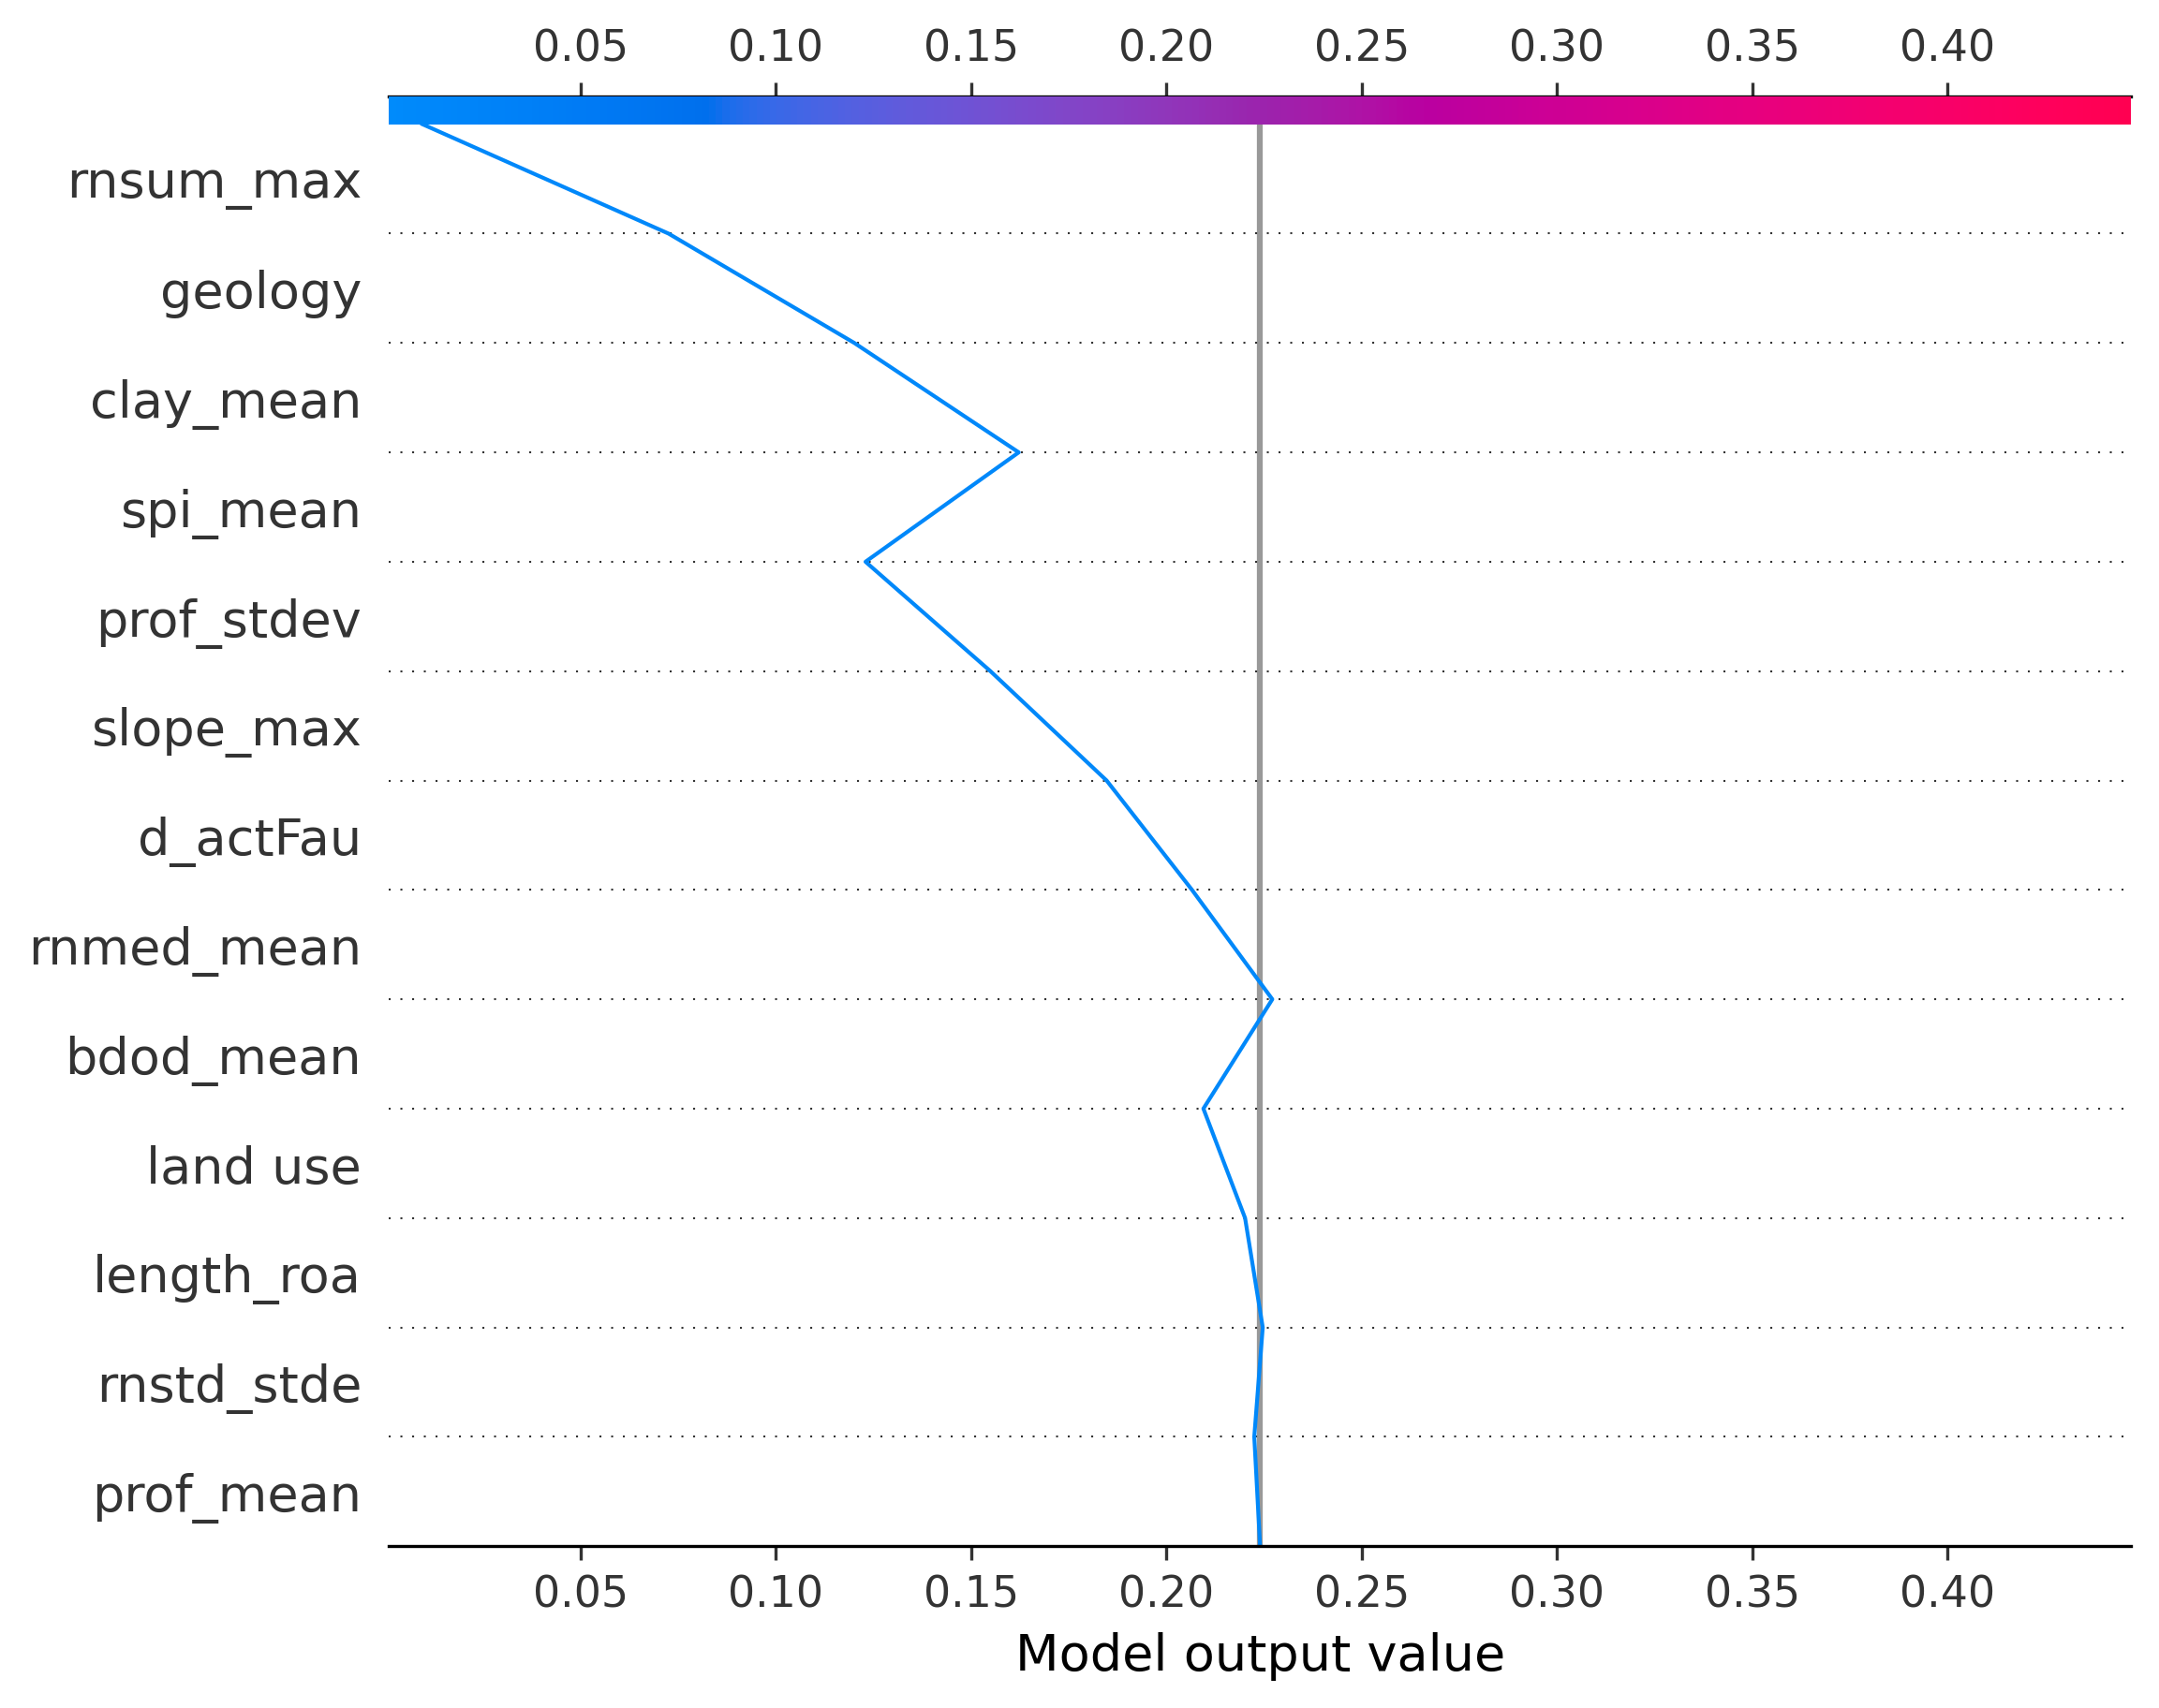 0.05 0.10 0.15 0.20 0.25 0.30 0.35 0.40
rnsum_max
geology
clay_mean
spi_mean
prof_stdev
slope_max
d_actFau
rnmed_mean
bdod_mean
land use
length_roa
rnstd_stde
prof_mean
0.05 0.10 0.15 0.20 0.25 0.30 0.35 0.40
Model output value